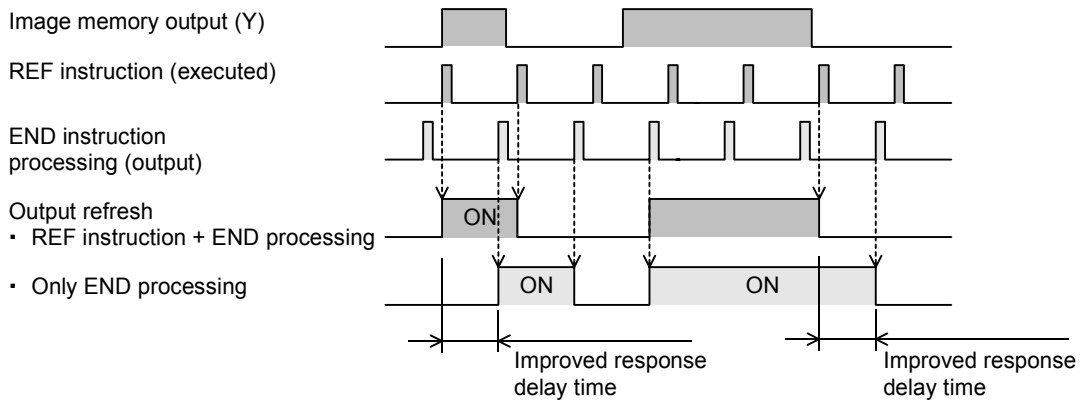 Image memory output (Y)
REF instruction (executed)
END instruction
processing (output)
Output refresh
・ REF instruction + END processing
ON
・ Only END processing
ON
ON
Improved response
delay time
Improved response
delay time